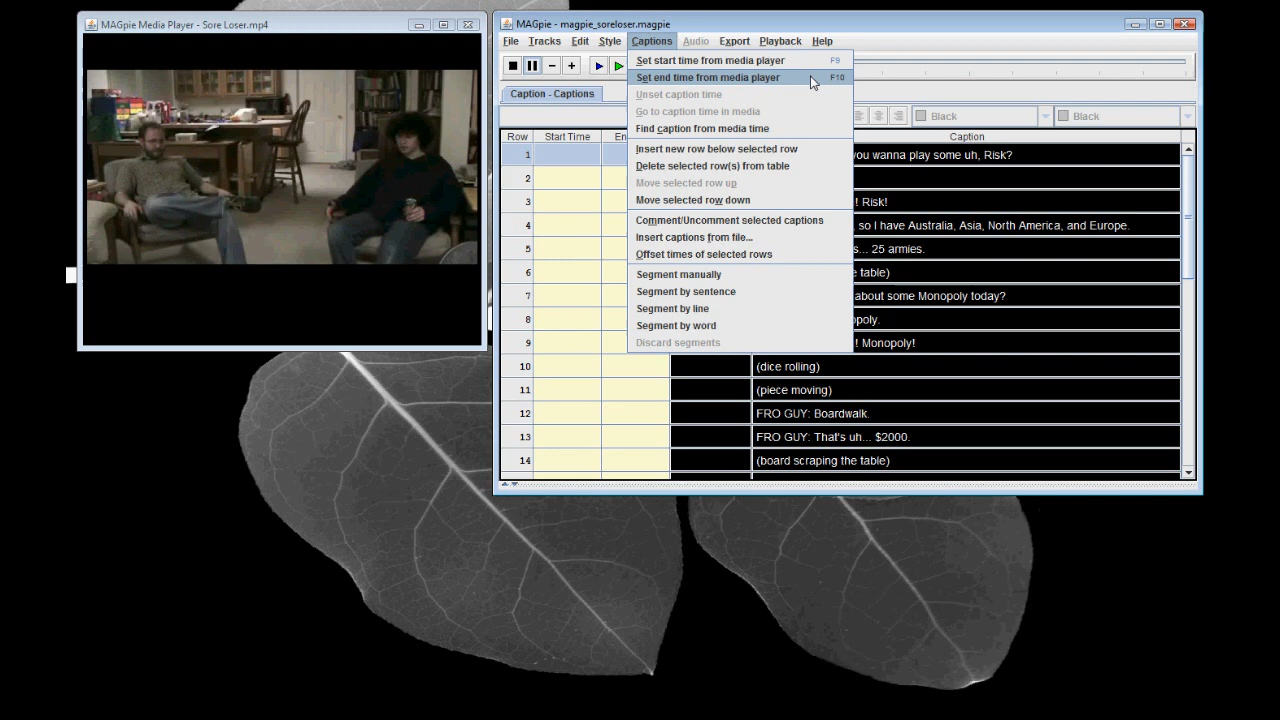 MAGpie Media Player - Sore Loser.mp4
MAGpie - magpie_soreloser.magpie
File Tracks Edit Style Captions Audio Export Playback Help
Set start time from media player F9
Set end time from media player F10
Unset caption time
Go to caption time in media
Find caption from media time
Insert new row below selected row
Delete selected row(s) from table
Move selected row up
Move selected row down
Comment/Uncomment selected captions
Insert captions from file...
Offset times of selected rows
Segment manually
Segment by sentence
Segment by line
Segment by word
Discard segments
Caption - Captions
Black Black
Row Start Time En Caption
1 you wanna play some uh, Risk?
2
3 ! Risk!
4 , so I have Australia, Asia, North America, and Europe.
5 s... 25 armies.
6 e table)
7 about some Monopoly today?
8 poly.
9 ! Monopoly!
10 (dice rolling)
11 (piece moving)
12 FRO GUY: Boardwalk.
13 FRO GUY: That's uh... $2000.
14 (board scraping the table)